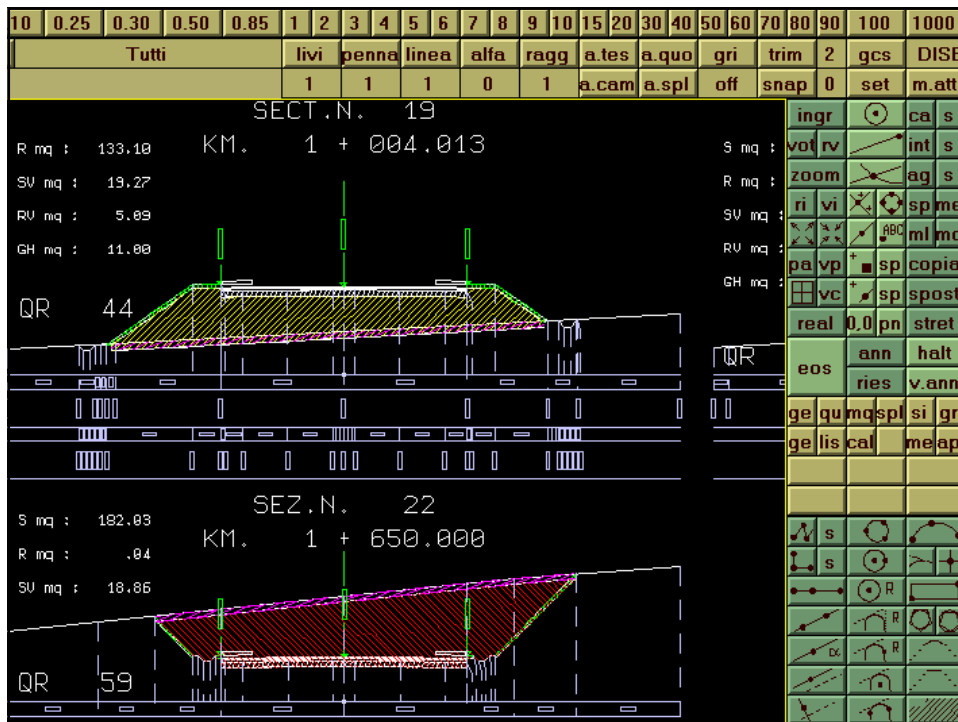 10 0.25 0.30 0.50 0.85 1 2 3 4 5 6 7 8 9 10 15 20 30 40 50 60 70 80 90 100 1000
Tutti livi penna linea alfa ragg a.tes a.quo gri trim 2 gcs DISE
1 1 1 0 1 a.cam a.spl off snap 0 set m.att
SECT.N. 19
KM. 1 + 004.013
R mq : 133.10
SV mq : 19.27
RV mq : 5.09
GH mq : 11.00
QR 44
S mq :
R mq :
SV mq :
RV mq :
GH mq :
QR
SEZ.N. 22
KM. 1 + 650.000
S mq : 182.03
R mq : .04
SV mq : 18.86
QR 59
ingr ca s
vot rv int s
zoom ag s
ri vi sp me
ABC ml mo
pa vp sp copia
vc sp spost
real 0,0 pn stret
eos ann halt
ries v.ann
ge qu mq spl si gr
ge lis cal me ap
s
s
R
R
α R